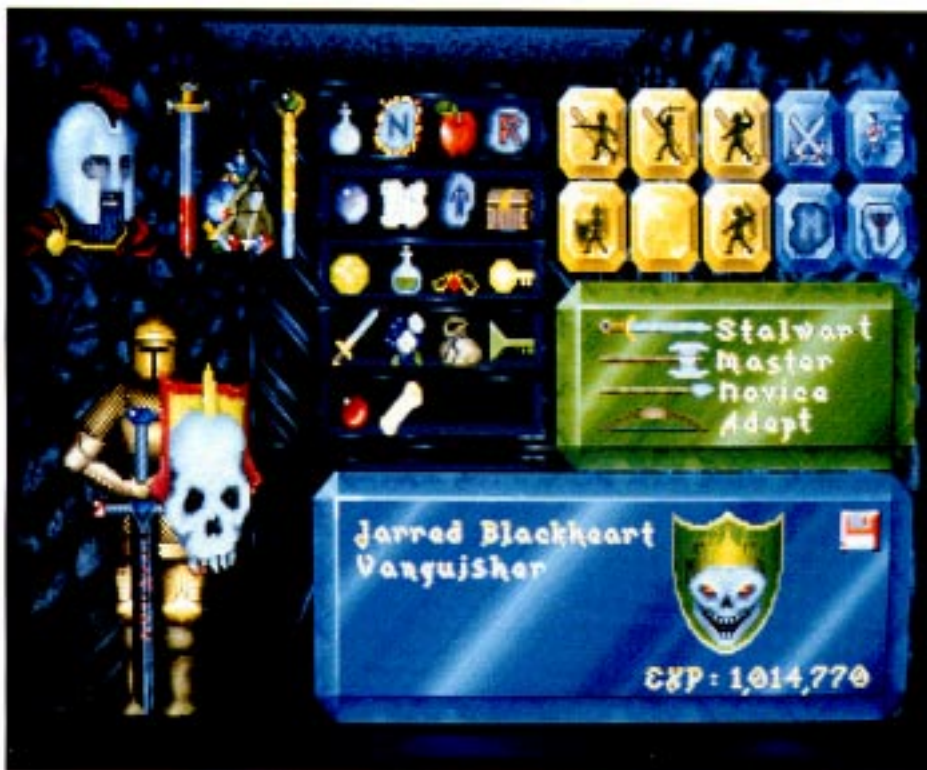 N R
Stalwart
Master
Novice
Adept
Jarred Blackheart
Vanquisher
EXP: 1,014,770